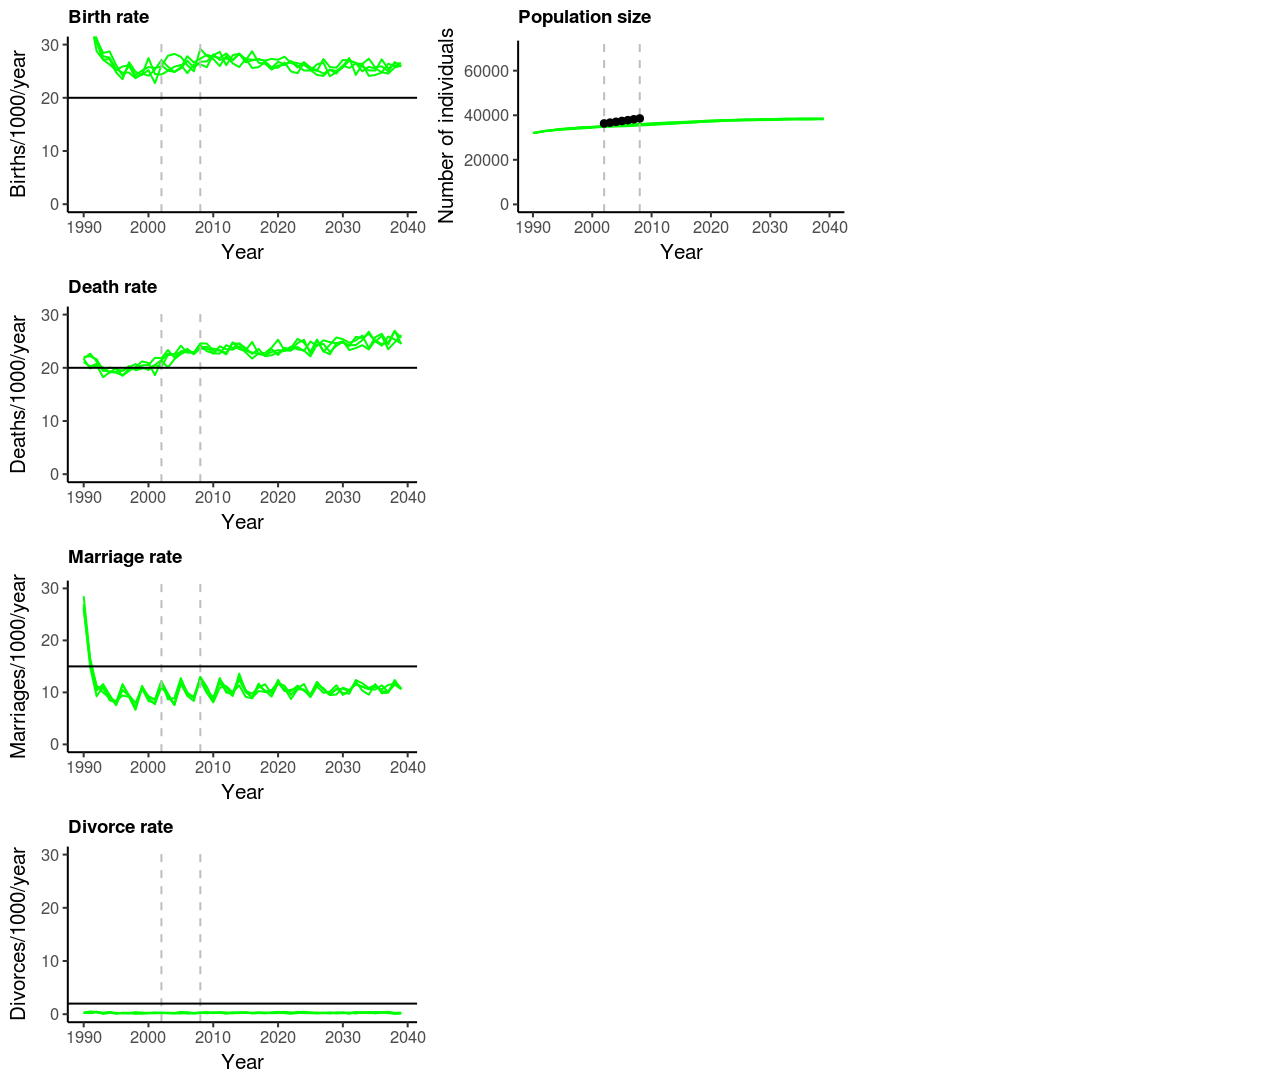 Birth rate
Births/1000/year
30
20
10
0
1990 2000 2010 2020 2030 2040
Year
Population size
Number of individuals
60000
40000
20000
0
1990 2000 2010 2020 2030 2040
Year
Death rate
Deaths/1000/year
30
20
10
0
1990 2000 2010 2020 2030 2040
Year
Marriage rate
Marriages/1000/year
30
20
10
0
1990 2000 2010 2020 2030 2040
Year
Divorce rate
Divorces/1000/year
30
20
10
0
1990 2000 2010 2020 2030 2040
Year